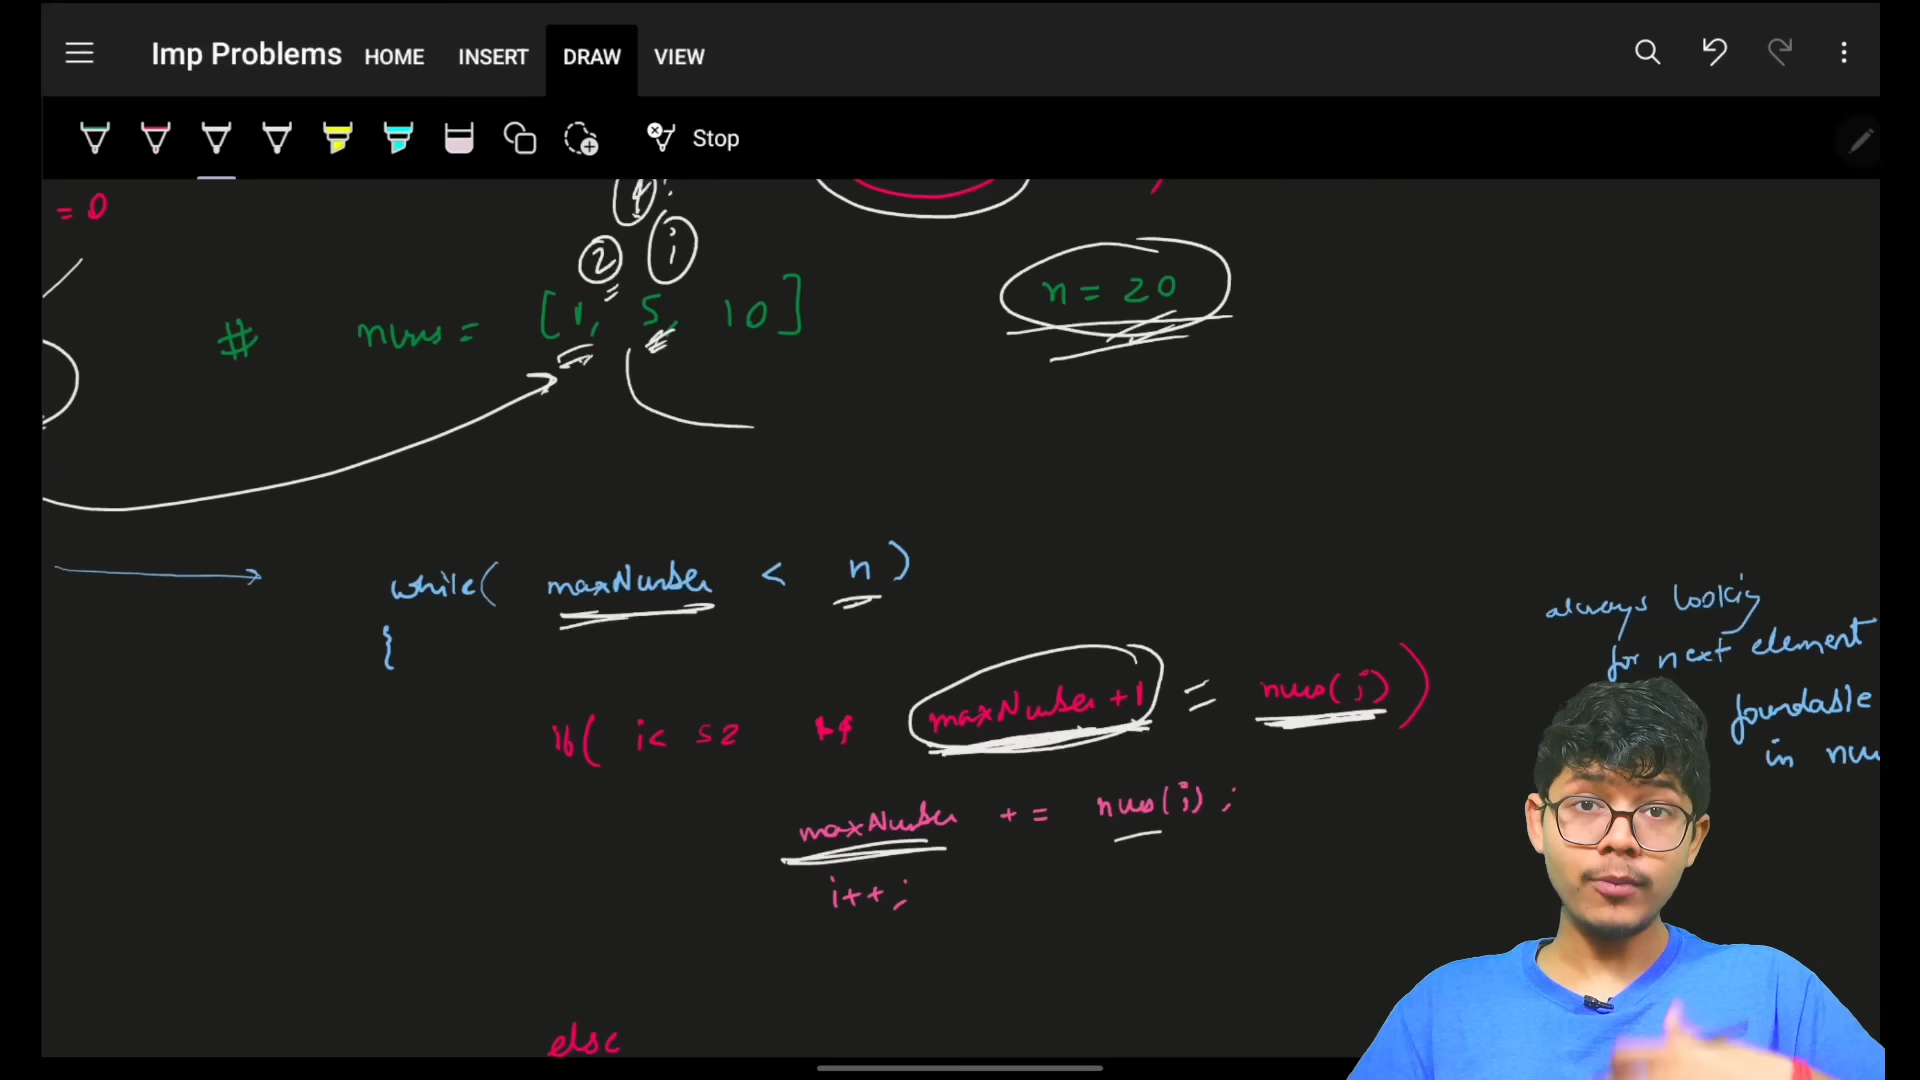 Imp Problems HOME INSERT DRAW VIEW
Stop
= 0
2 i
# nums = [1, 5, 10] n = 20
while( maxNumber < n )
{
always looking
for next element
foundable
in nu
if( i < sz && maxNumber + 1 = nums(i) )
maxNumber += nums(i) ;
i++ ;
else